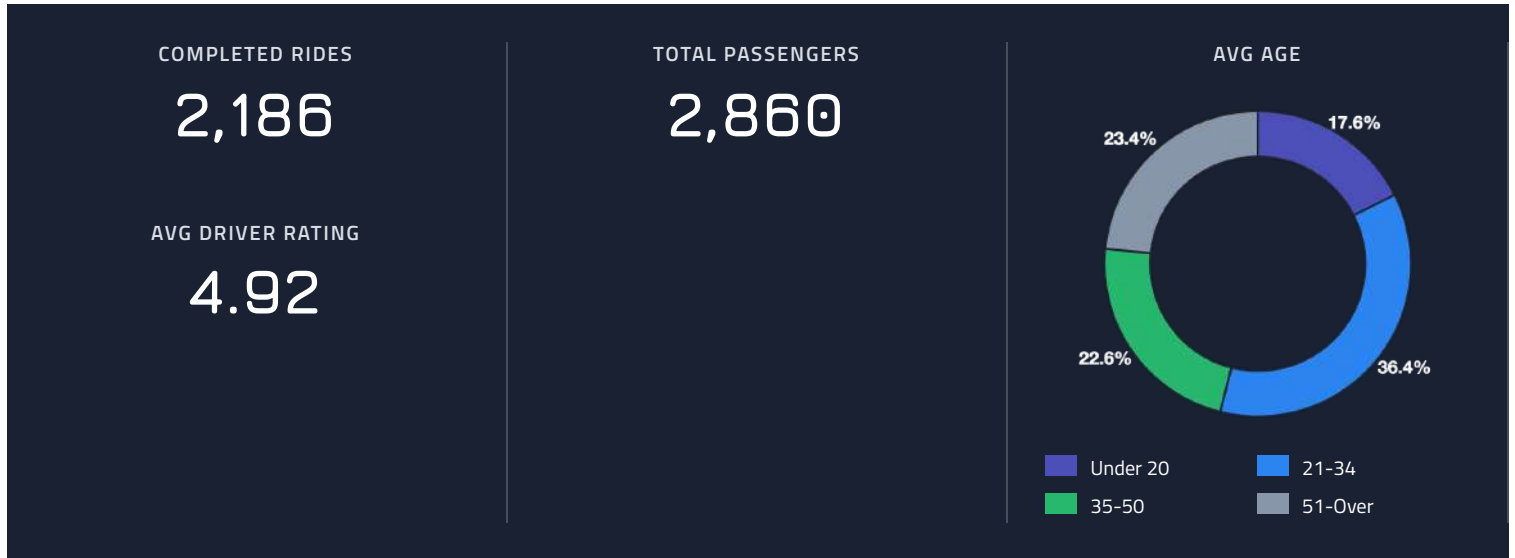 COMPLETED RIDES
2,186
AVG DRIVER RATING
4.92
TOTAL PASSENGERS
2,860
AVG AGE
17.6%
23.4%
22.6%
36.4%
Under 20
21-34
35-50
51-Over